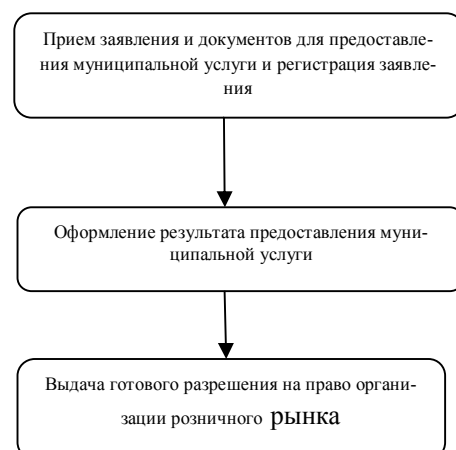 Прием заявления и документов для предоставле-
ния муниципальной услуги и регистрация заявле-
ния
Оформление результата предоставления муни-
ципальной услуги
Выдача готового разрешения на право органи-
зации розничного рынка